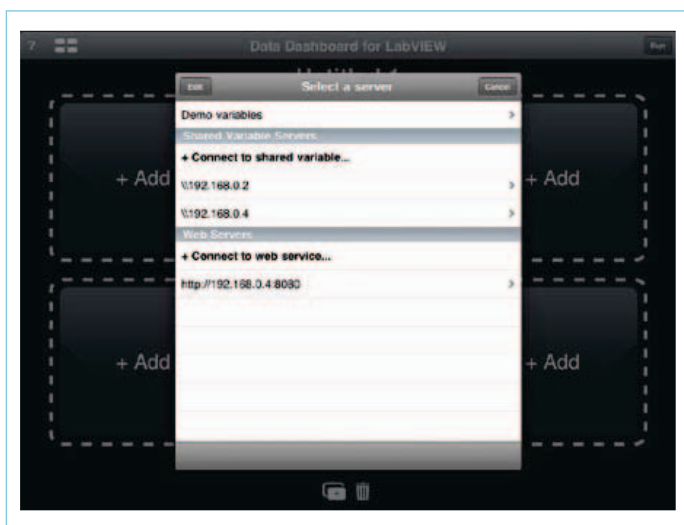 ?
Data Dashboard for LabVIEW
Run
Edit
Select a server
Cancel
Demo variables
Shared Variable Servers
+ Connect to shared variable...
+ Add
+ Add
\\192.168.0.2
\\192.168.0.4
Web Servers
+ Connect to web service...
http://192.168.0.4:8080
+ Add
+ Add